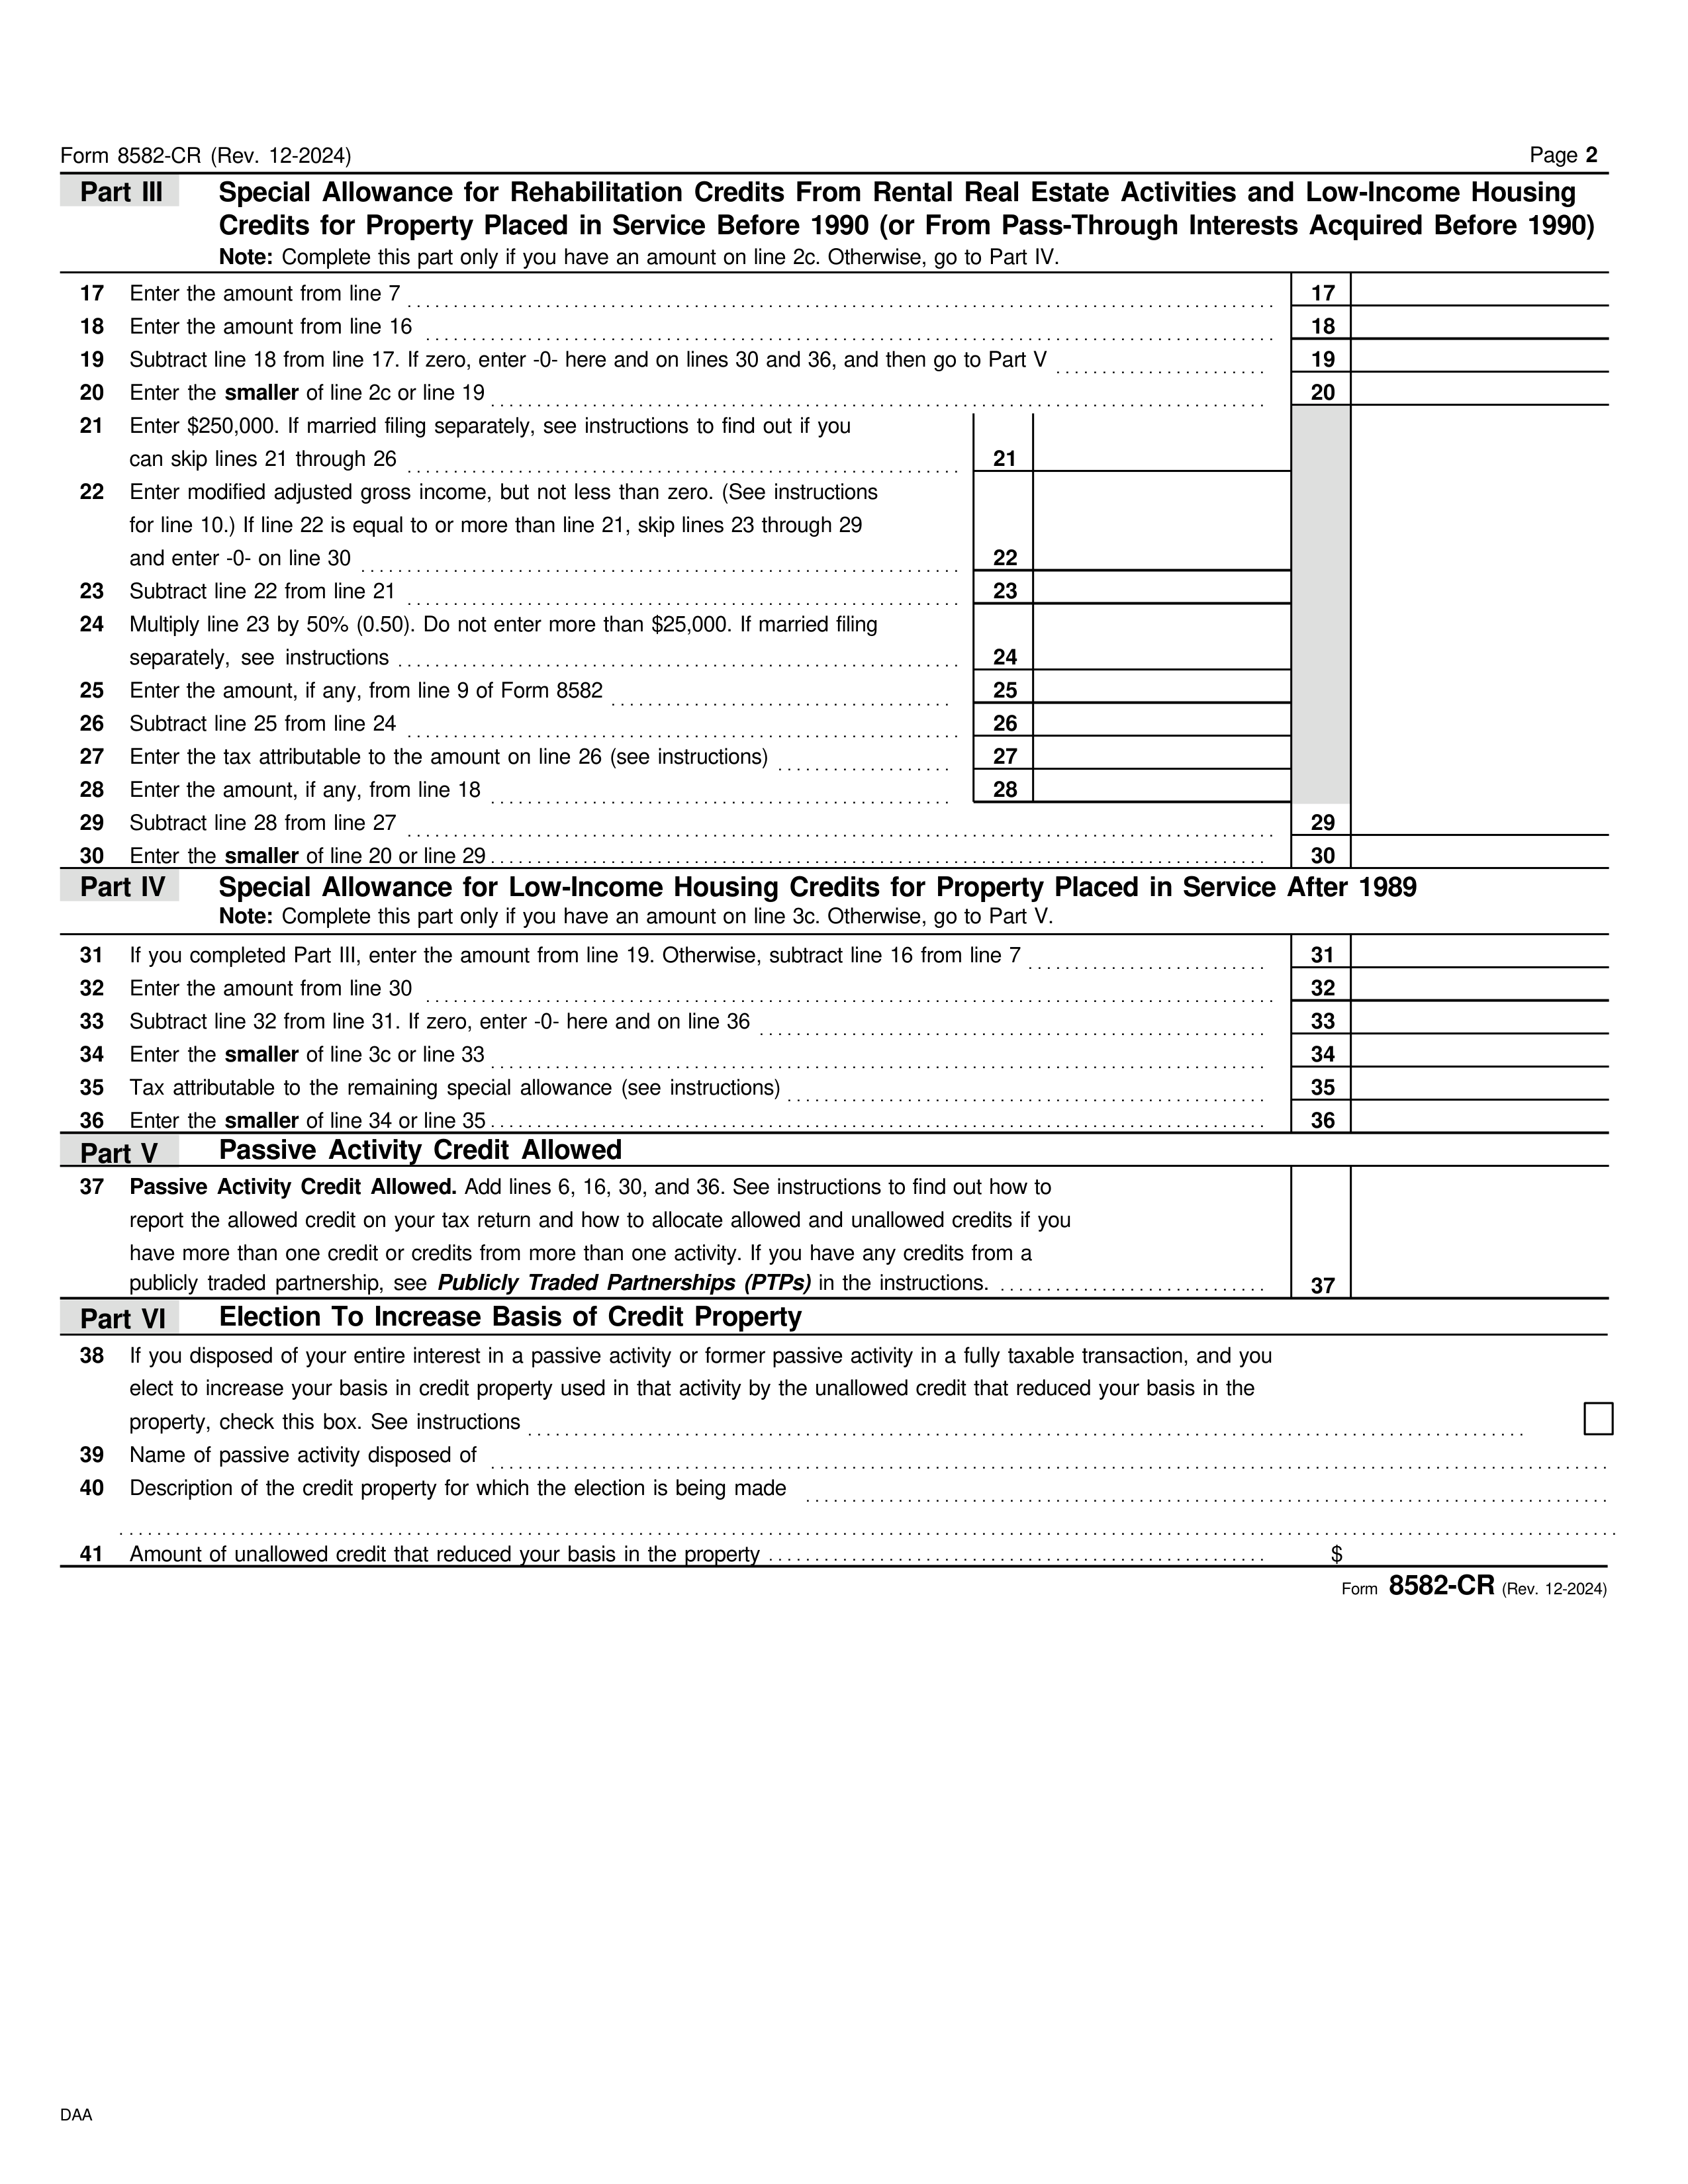 Form 8582-CR (Rev. 12-2024) Page 2
Part III Special Allowance for Rehabilitation Credits From Rental Real Estate Activities and Low-Income Housing
Credits for Property Placed in Service Before 1990 (or From Pass-Through Interests Acquired Before 1990)
Note: Complete this part only if you have an amount on line 2c. Otherwise, go to Part IV.
17 Enter the amount from line 7 17
18 Enter the amount from line 16 18
19 Subtract line 18 from line 17. If zero, enter -0- here and on lines 30 and 36, and then go to Part V 19
20 Enter the smaller of line 2c or line 19 20
21 Enter $250,000. If married filing separately, see instructions to find out if you
can skip lines 21 through 26 21
22 Enter modified adjusted gross income, but not less than zero. (See instructions
for line 10.) If line 22 is equal to or more than line 21, skip lines 23 through 29
and enter -0- on line 30 22
23 Subtract line 22 from line 21 23
24 Multiply line 23 by 50% (0.50). Do not enter more than $25,000. If married filing
separately, see instructions 24
25 Enter the amount, if any, from line 9 of Form 8582 25
26 Subtract line 25 from line 24 26
27 Enter the tax attributable to the amount on line 26 (see instructions) 27
28 Enter the amount, if any, from line 18 28
29 Subtract line 28 from line 27 29
30 Enter the smaller of line 20 or line 29 30
Part IV Special Allowance for Low-Income Housing Credits for Property Placed in Service After 1989
Note: Complete this part only if you have an amount on line 3c. Otherwise, go to Part V.
31 If you completed Part III, enter the amount from line 19. Otherwise, subtract line 16 from line 7 31
32 Enter the amount from line 30 32
33 Subtract line 32 from line 31. If zero, enter -0- here and on line 36 33
34 Enter the smaller of line 3c or line 33 34
35 Tax attributable to the remaining special allowance (see instructions) 35
36 Enter the smaller of line 34 or line 35 36
Part V Passive Activity Credit Allowed
37 Passive Activity Credit Allowed. Add lines 6, 16, 30, and 36. See instructions to find out how to
report the allowed credit on your tax return and how to allocate allowed and unallowed credits if you
have more than one credit or credits from more than one activity. If you have any credits from a
publicly traded partnership, see Publicly Traded Partnerships (PTPs) in the instructions. 37
Part VI Election To Increase Basis of Credit Property
38 If you disposed of your entire interest in a passive activity or former passive activity in a fully taxable transaction, and you
elect to increase your basis in credit property used in that activity by the unallowed credit that reduced your basis in the
property, check this box. See instructions
39 Name of passive activity disposed of
40 Description of the credit property for which the election is being made
41 Amount of unallowed credit that reduced your basis in the property $
Form 8582-CR (Rev. 12-2024)
DAA